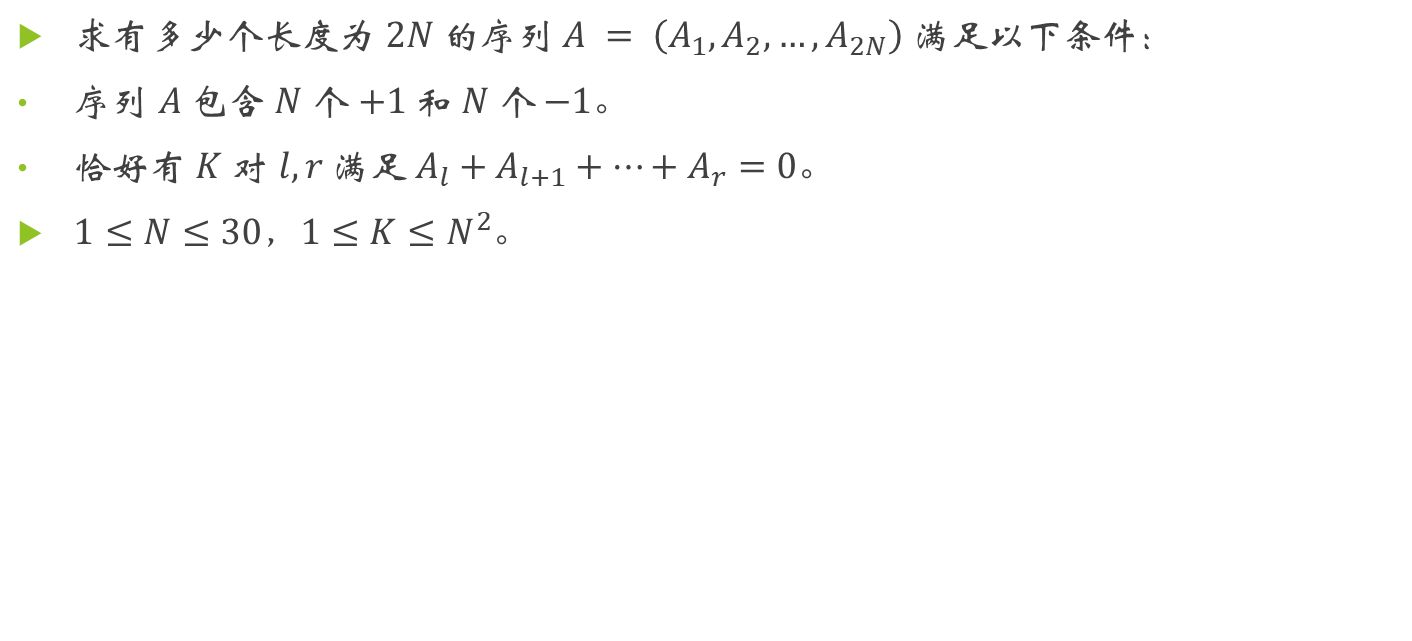 ▶ 求有多少个长度为 2N 的序列 A = (A₁, A₂, …, A₂ₙ) 满足以下条件：
• 序列 A 包含 N 个 +1 和 N 个 −1。
• 恰好有 K 对 l, r 满足 Aₗ + Aₗ₊₁ + ⋯ + Aᵣ = 0。
▶ 1 ≤ N ≤ 30，1 ≤ K ≤ N²。